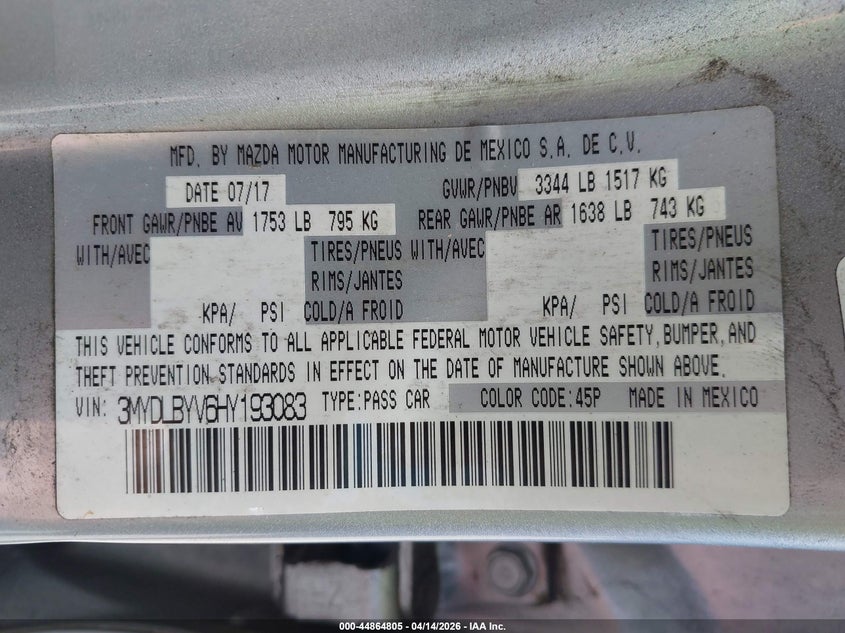 MFD. BY MAZDA MOTOR MANUFACTURING DE MEXICO S.A. DE C.V.
DATE 07/17 GVWR/PNBV 3344 LB 1517 KG
FRONT GAWR/PNBE AV 1753 LB 795 KG REAR GAWR/PNBE AR 1638 LB 743 KG
WITH/AVEC TIRES/PNEUS WITH/AVEC TIRES/PNEUS
RIMS/JANTES RIMS/JANTES
KPA/ PSI COLD/A FROID KPA/ PSI COLD/A FROID
THIS VEHICLE CONFORMS TO ALL APPLICABLE FEDERAL MOTOR VEHICLE SAFETY, BUMPER, AND
THEFT PREVENTION STANDARDS IN EFFECT ON THE DATE OF MANUFACTURE SHOWN ABOVE.
VIN: 3MYDLBYV6HY193083 TYPE:PASS CAR COLOR CODE:45P MADE IN MEXICO
000-44864805 - 04/14/2026 - IAA Inc.